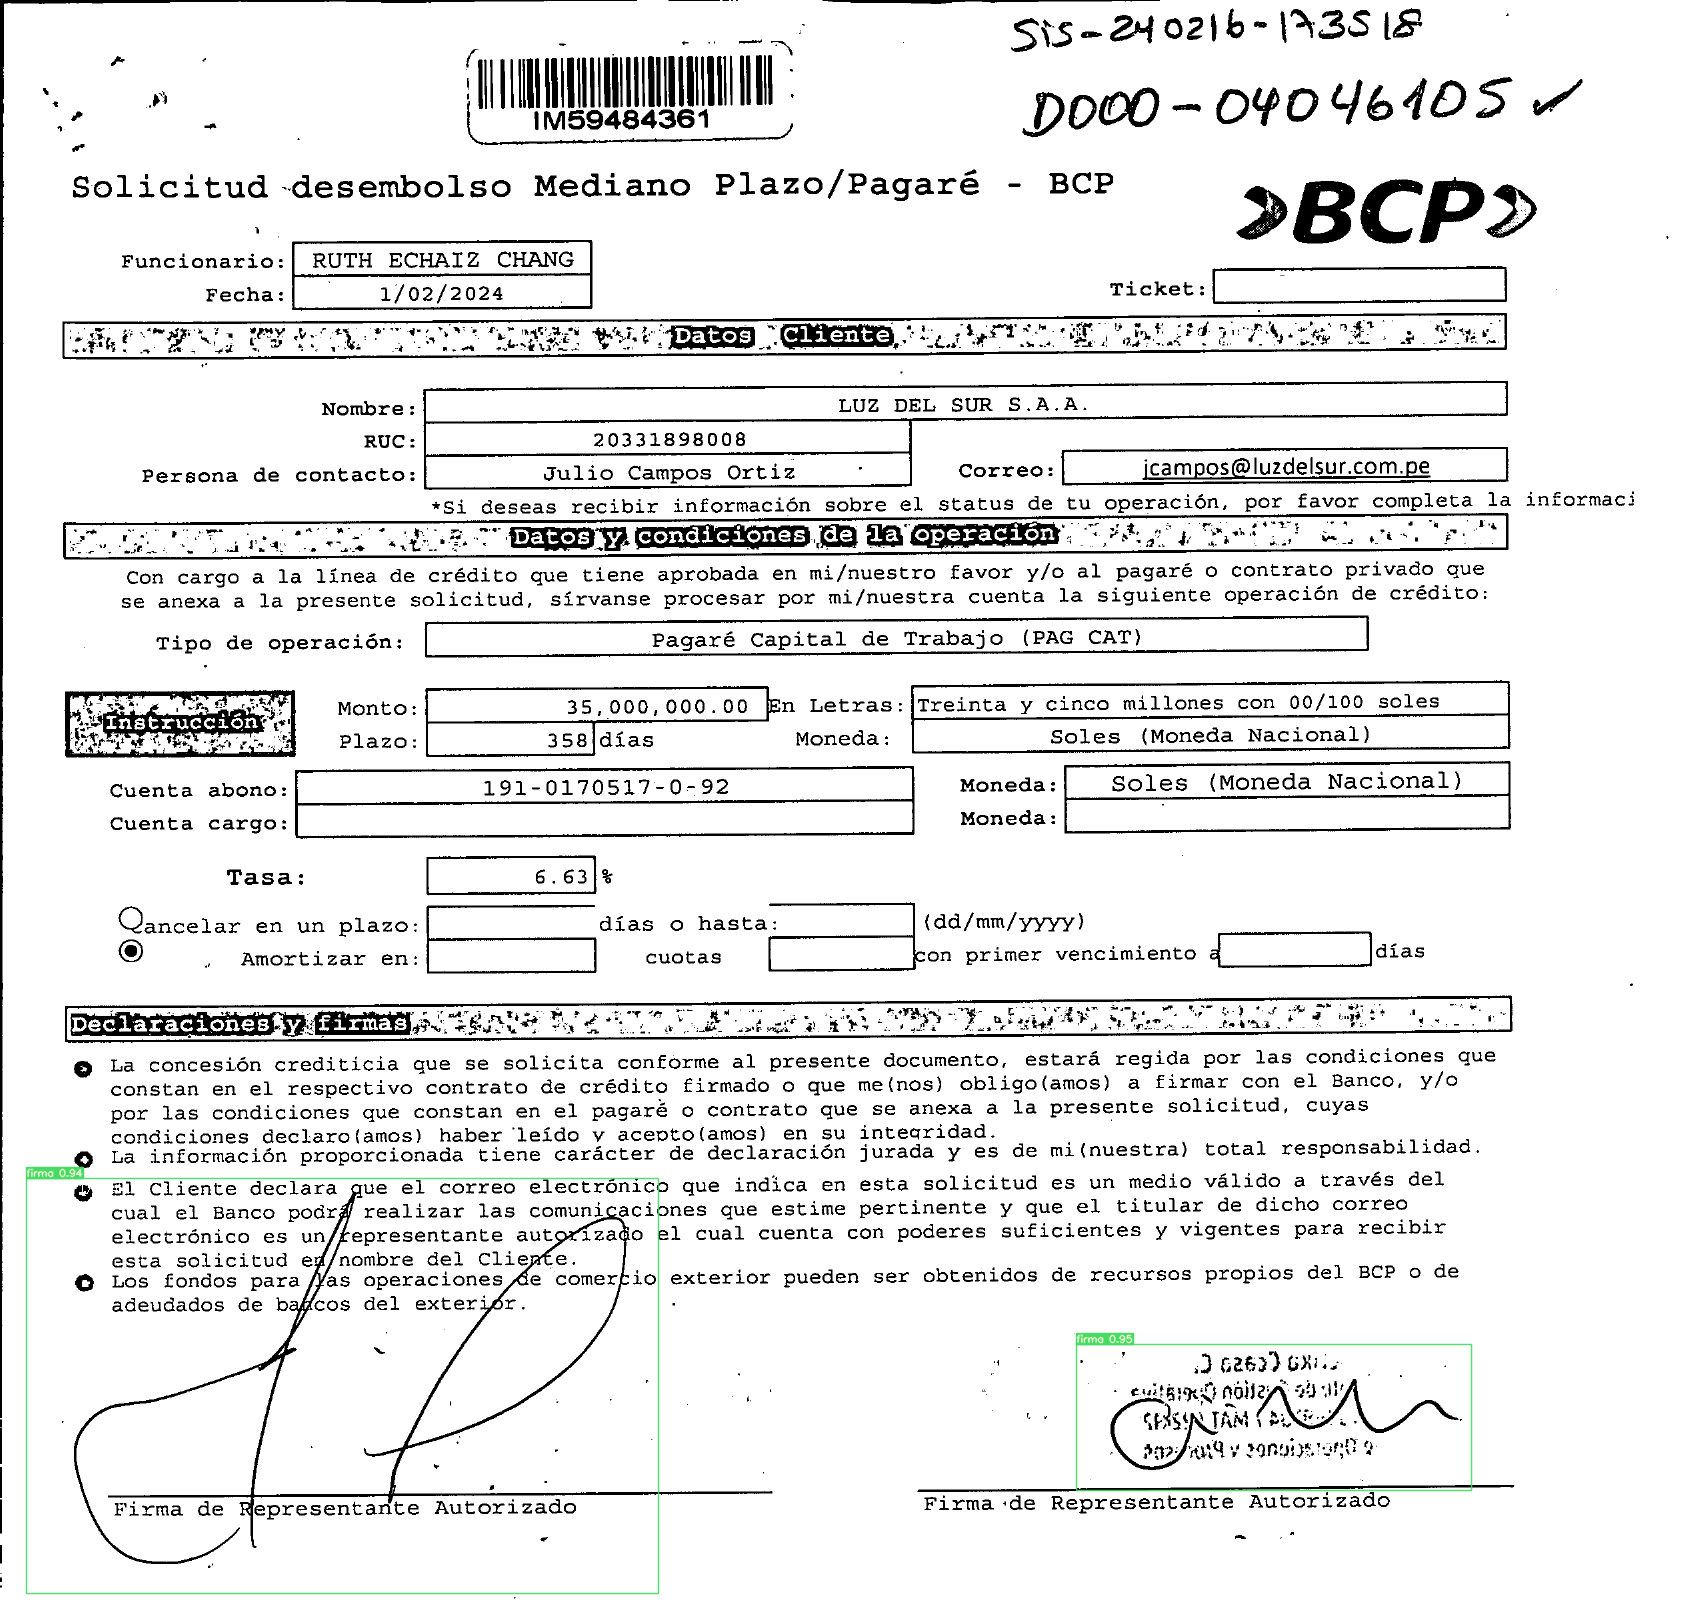 SiS-240216-173518
D000-04046105 ✓
IM59484361
Solicitud desembolso Mediano Plazo/Pagaré - BCP
BCP
Funcionario: RUTH ECHAIZ CHANG
Fecha: 1/02/2024
Ticket:
Datos Cliente
Nombre: LUZ DEL SUR S.A.A.
RUC: 20331898008
Persona de contacto: Julio Campos Ortiz Correo: jcampos@luzdelsur.com.pe
*Si deseas recibir información sobre el status de tu operación, por favor completa la informaci
Datos y condiciones de la operación
Con cargo a la línea de crédito que tiene aprobada en mi/nuestro favor y/o al pagaré o contrato privado que
se anexa a la presente solicitud, sírvanse procesar por mi/nuestra cuenta la siguiente operación de crédito:
Tipo de operación: Pagaré Capital de Trabajo (PAG CAT)
Instrucción
Monto: 35,000,000.00 En Letras: Treinta y cinco millones con 00/100 soles
Plazo: 358 días Moneda: Soles (Moneda Nacional)
Cuenta abono: 191-0170517-0-92 Moneda: Soles (Moneda Nacional)
Cuenta cargo: Moneda:
Tasa: 6.63 %
ancelar en un plazo: días o hasta: (dd/mm/yyyy)
Amortizar en: cuotas con primer vencimiento a días
Declaraciones y firmas
La concesión crediticia que se solicita conforme al presente documento, estará regida por las condiciones que
constan en el respectivo contrato de crédito firmado o que me(nos) obligo(amos) a firmar con el Banco, y/o
por las condiciones que constan en el pagaré o contrato que se anexa a la presente solicitud, cuyas
condiciones declaro(amos) haber leído y acepto(amos) en su integridad.
La información proporcionada tiene carácter de declaración jurada y es de mi(nuestra) total responsabilidad.
firma 0.94
El Cliente declara que el correo electrónico que indica en esta solicitud es un medio válido a través del
cual el Banco podrá realizar las comunicaciones que estime pertinente y que el titular de dicho correo
electrónico es un representante autorizado el cual cuenta con poderes suficientes y vigentes para recibir
esta solicitud en nombre del Cliente.
Los fondos para las operaciones de comercio exterior pueden ser obtenidos de recursos propios del BCP o de
adeudados de bancos del exterior.
firma 0.95
Firma de Representante Autorizado
Firma de Representante Autorizado